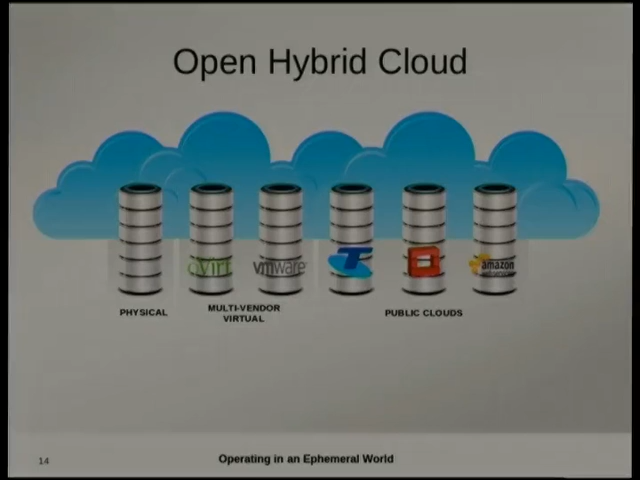 Open Hybrid Cloud
oVirt
vmware
T
amazon
PHYSICAL
MULTI-VENDOR
VIRTUAL
PUBLIC CLOUDS
14
Operating in an Ephemeral World